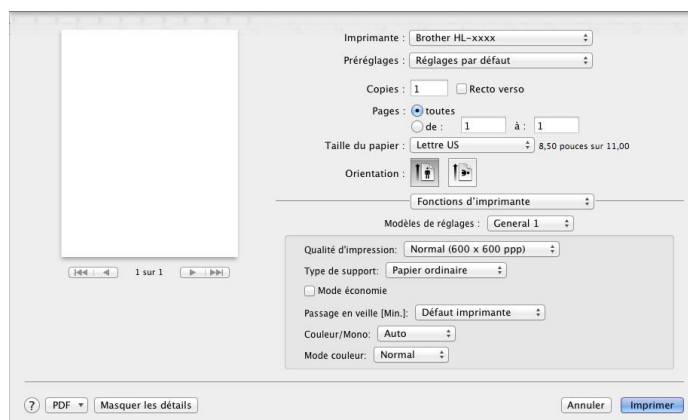 Imprimante : Brother HL-xxxx
Préréglages : Réglages par défaut
Copies : 1 Recto verso
Pages : toutes
de : 1 à : 1
Taille du papier : Lettre US 8,50 pouces sur 11,00
Orientation :
Fonctions d'imprimante
Modèles de réglages : General 1
Qualité d'impression: Normal (600 x 600 ppp)
Type de support: Papier ordinaire
Mode économie
Passage en veille [Min.]: Défaut imprimante
Couleur/Mono: Auto
Mode couleur: Normal
1 sur 1
? PDF Masquer les détails Annuler Imprimer